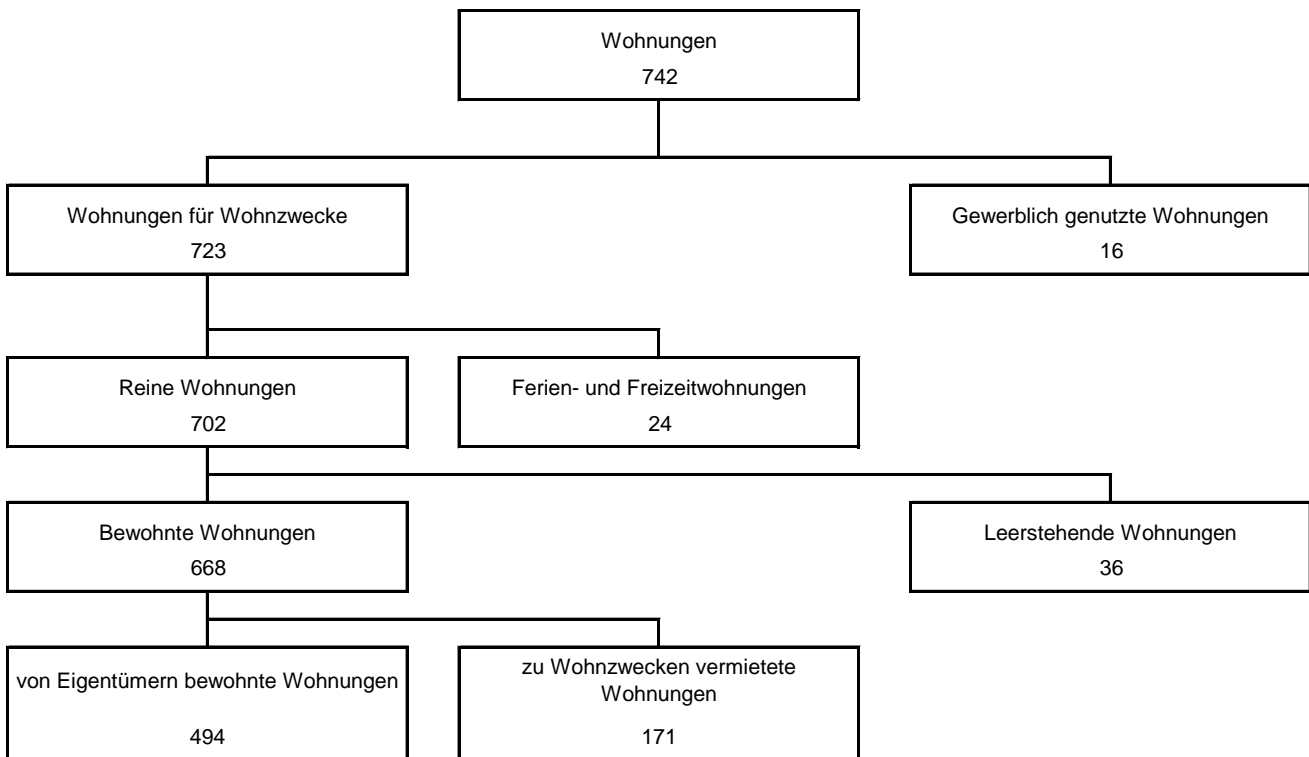 Wohnungen
742
Wohnungen für Wohnzwecke
723
Gewerblich genutzte Wohnungen
16
Reine Wohnungen
702
Ferien- und Freizeitwohnungen
24
Bewohnte Wohnungen
668
Leerstehende Wohnungen
36
von Eigentümern bewohnte Wohnungen
494
zu Wohnzwecken vermietete
Wohnungen
171